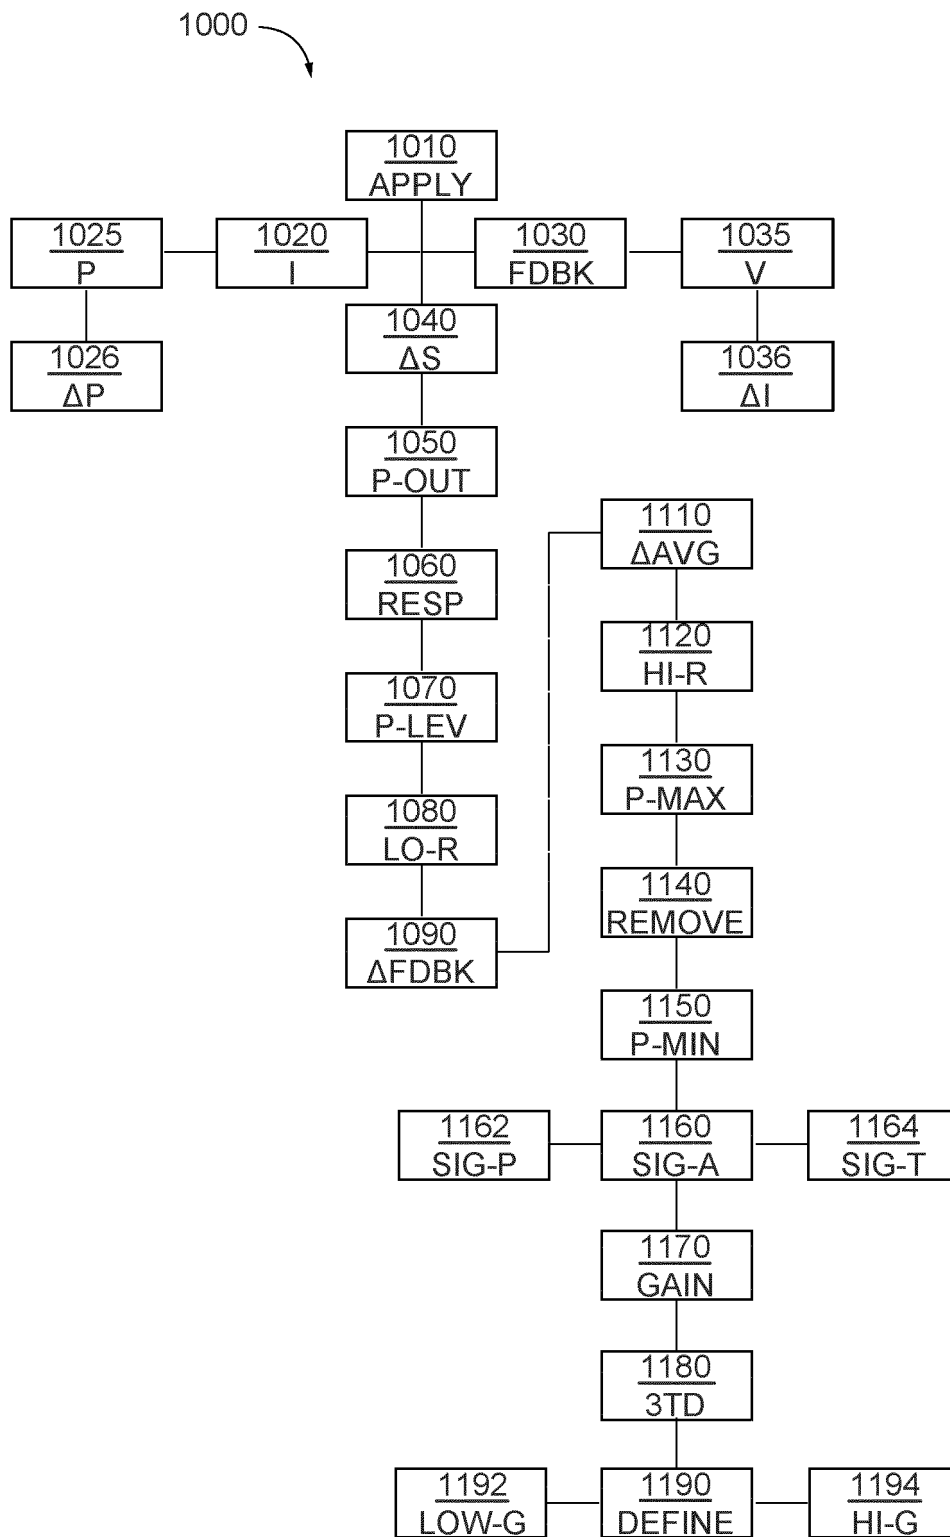 1000
1010
APPLY
1025
P
1020
I
1030
FDBK
1035
V
1040
ΔS
1026
ΔP
1036
ΔI
1050
P-OUT
1060
RESP
1070
P-LEV
1080
LO-R
1090
ΔFDBK
1110
ΔAVG
1120
HI-R
1130
P-MAX
1140
REMOVE
1150
P-MIN
1162
SIG-P
1160
SIG-A
1164
SIG-T
1170
GAIN
1180
3TD
1192
LOW-G
1190
DEFINE
1194
HI-G